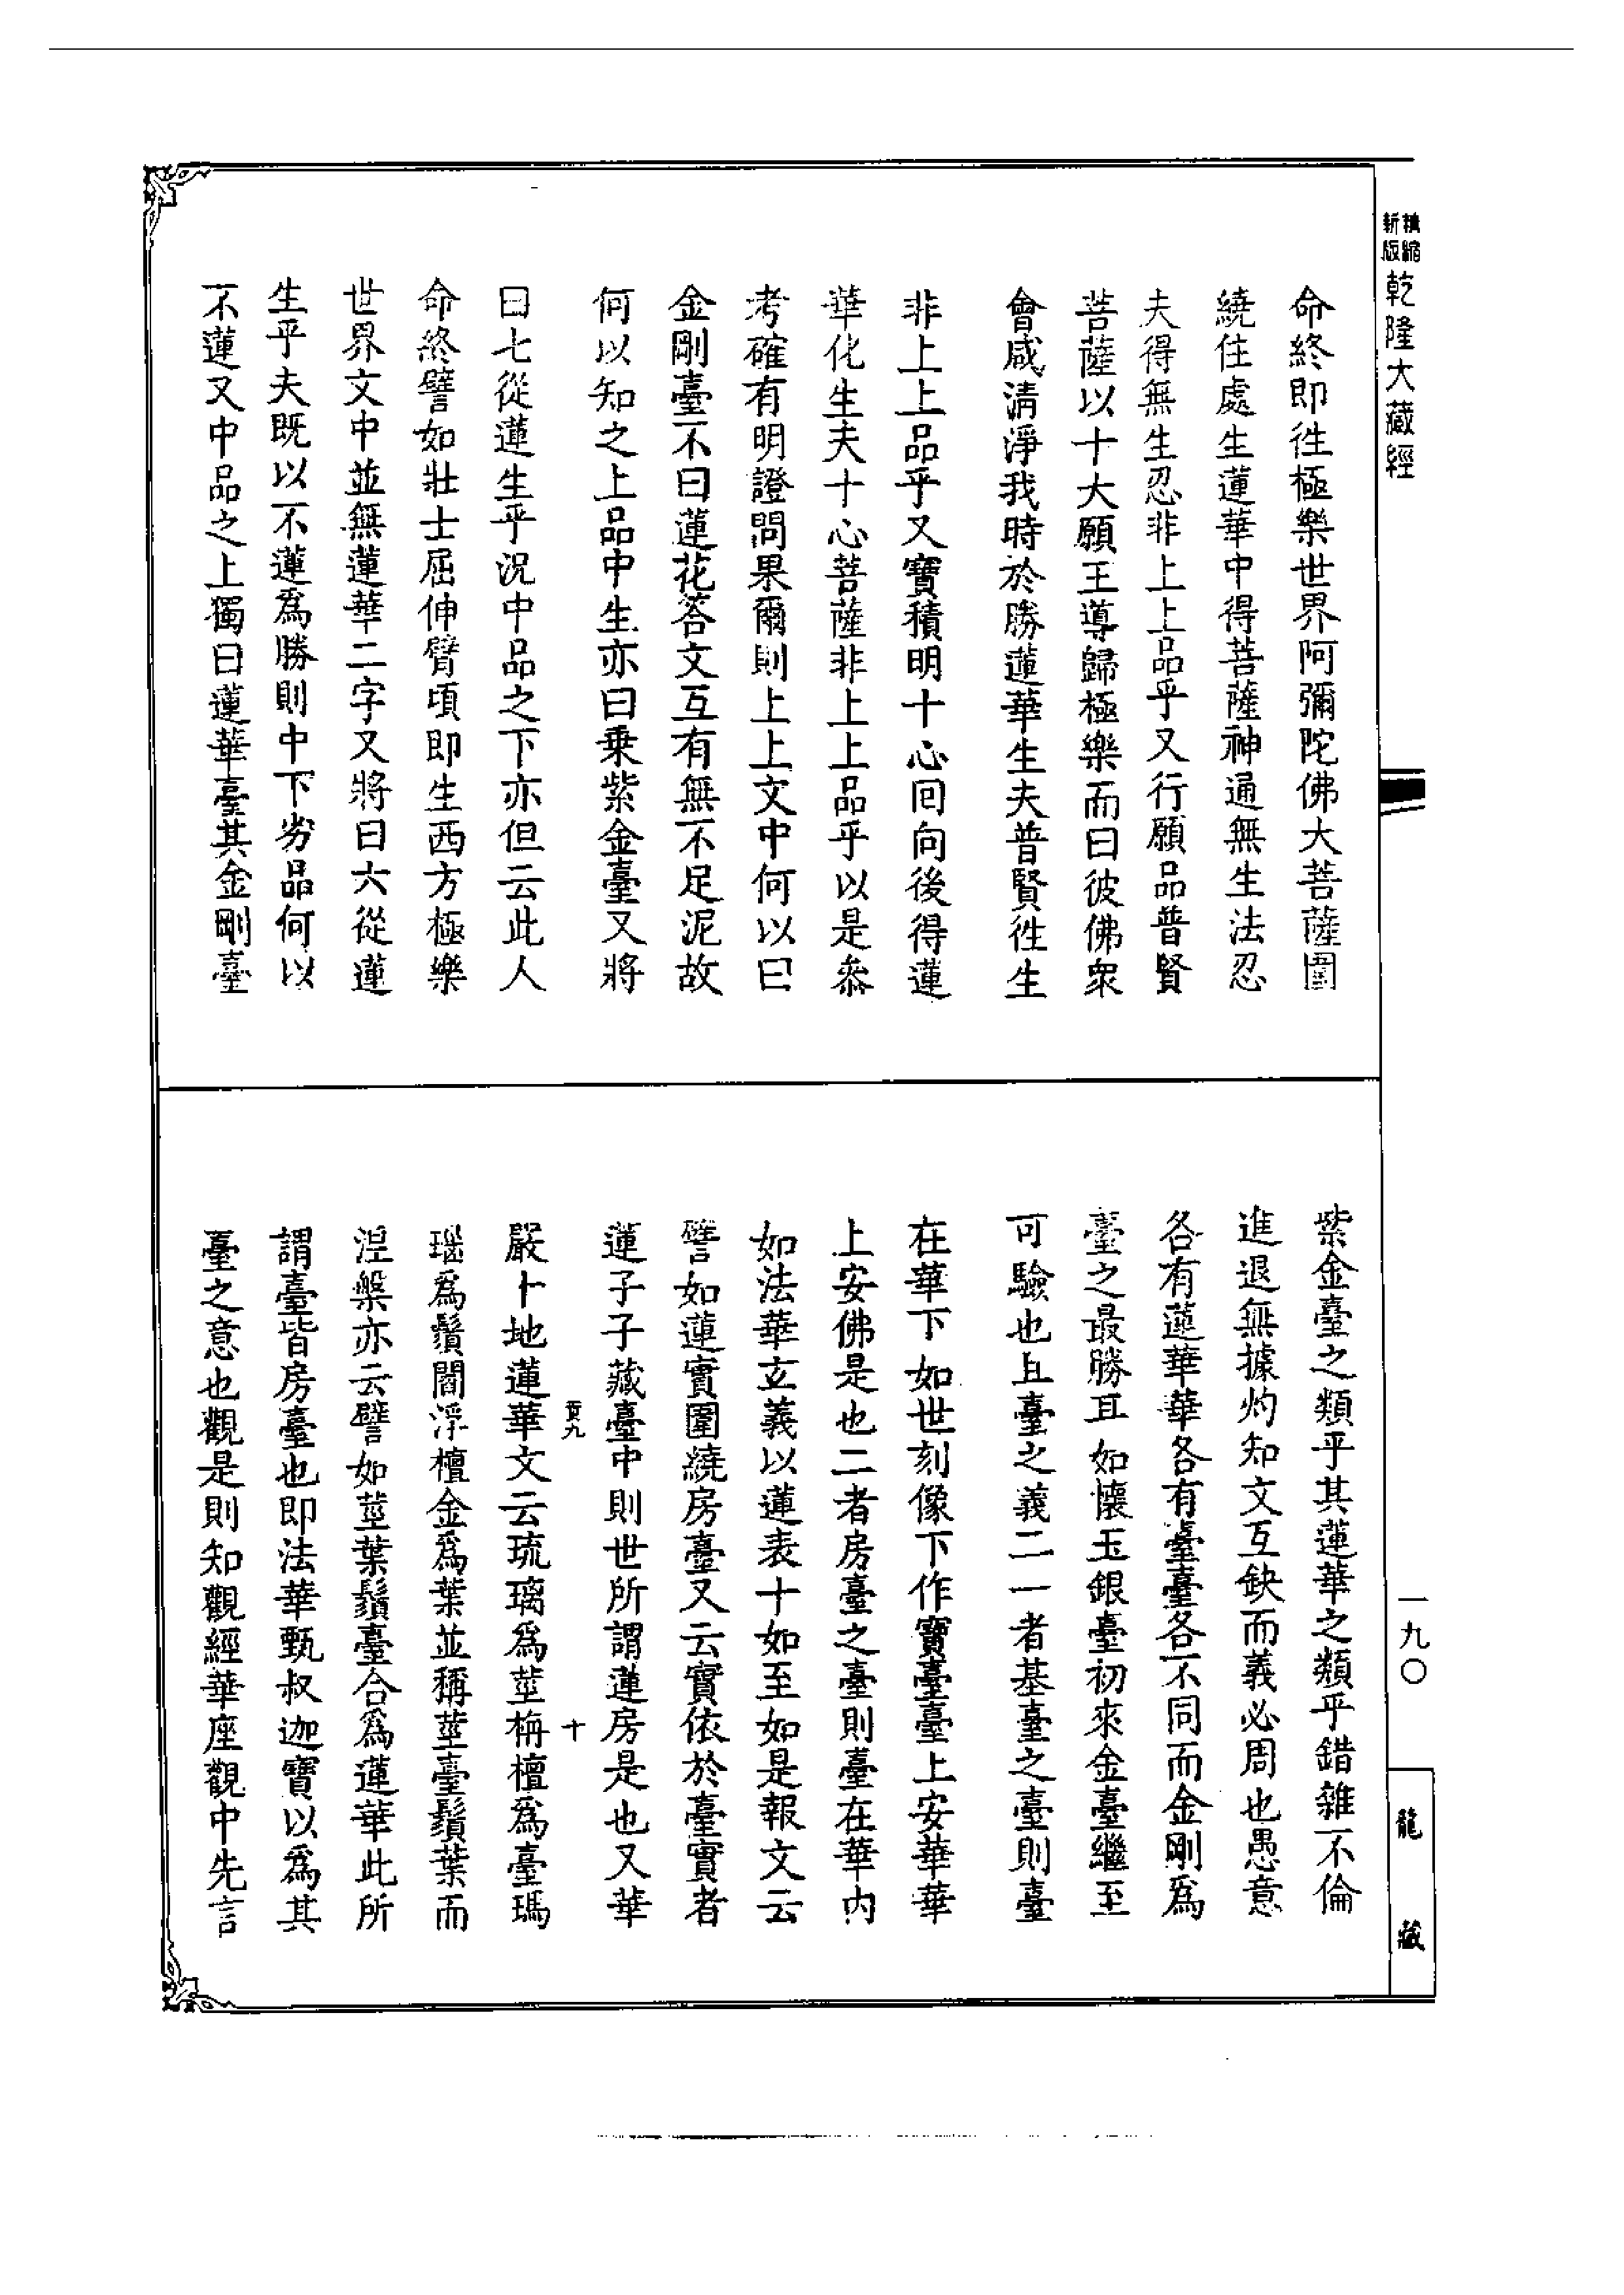 精縮
新版
乾隆大藏經
命終即往極樂世界阿彌陀佛大菩薩圍
繞住處生蓮華中得菩薩神通無生法忍
夫得無生忍非上上品乎又行願品普賢
菩薩以十大願王導歸極樂而曰彼佛衆
會咸清淨我時於勝蓮華生夫普賢往生
非上上品乎又寶積明十心回向後得蓮
華化生夫十心菩薩非上上品乎以是叅
考確有明證問果爾則上上文中何以曰
金剛臺不曰蓮花答文互有無不足泥故
何以知之上品中生亦曰乗紫金臺又將
曰七從蓮生乎況中品之下亦但云此人
命終譬如壯士屈伸臂頃即生西方極樂
世界文中並無蓮華二字又將曰六從蓮
生乎夫既以不蓮爲勝則中下劣品何以
不蓮又中品之上獨曰蓮華臺其金剛臺
紫金臺之類乎其蓮華之類乎錯雜不倫
進退無據灼知文互缺而義必周也愚意
各有蓮華華各有臺臺各不同而金剛爲
臺之最勝耳如懷玉銀臺初來金臺繼至
可驗也且臺之義二一者基臺之臺則臺
在華下如世刻像下作寶臺臺上安華華
上安佛是也二者房臺之臺則臺在華內
如法華玄義以蓮表十如至如是報文云
譬如蓮實圍繞房臺又云實依於臺實者
蓮子子藏臺中則世所謂蓮房是也又華
貢九
十
嚴十地蓮華文云琉璃爲莖栴檀爲臺瑪
瑙爲鬚閻浮檀金爲葉並稱莖臺鬚葉而
涅槃亦云譬如莖葉鬚臺合爲蓮華此所
謂臺皆房臺也即法華甄叔迦寶以爲其
臺之意也觀是則知觀經華座觀中先言
一九〇
龍藏